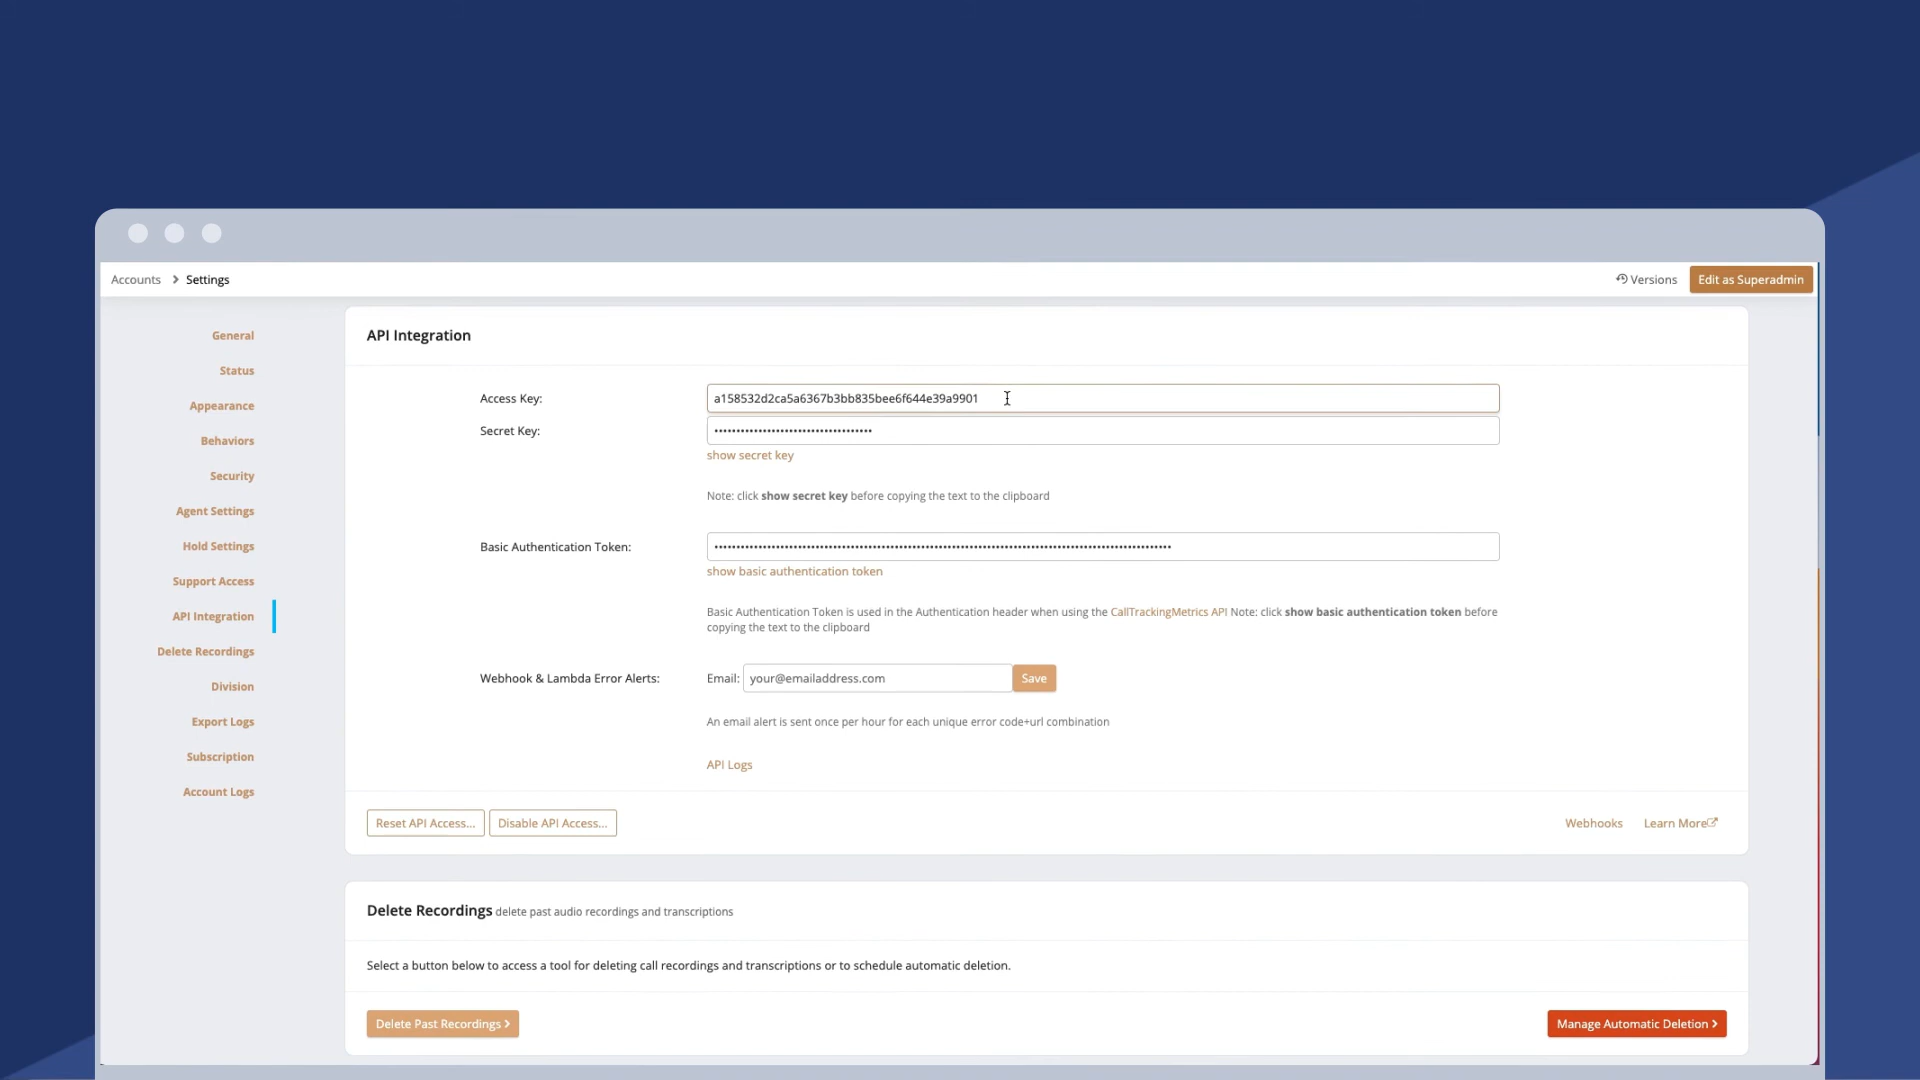 Accounts > Settings
Versions
Edit as Superadmin
General
Status
Appearance
Behaviors
Security
Agent Settings
Hold Settings
Support Access
API Integration
Delete Recordings
Division
Export Logs
Subscription
Account Logs
API Integration
Access Key:
a158532d2ca5a6367b3bb835bee6f644e39a9901
Secret Key:
show secret key
Note: click show secret key before copying the text to the clipboard
Basic Authentication Token:
show basic authentication token
Basic Authentication Token is used in the Authentication header when using the CallTrackingMetrics API Note: click show basic authentication token before
copying the text to the clipboard
Webhook & Lambda Error Alerts:
Email: your@emailaddress.com Save
An email alert is sent once per hour for each unique error code+url combination
API Logs
Reset API Access...
Disable API Access...
Webhooks
Learn More
Delete Recordings delete past audio recordings and transcriptions
Select a button below to access a tool for deleting call recordings and transcriptions or to schedule automatic deletion.
Delete Past Recordings >
Manage Automatic Deletion >